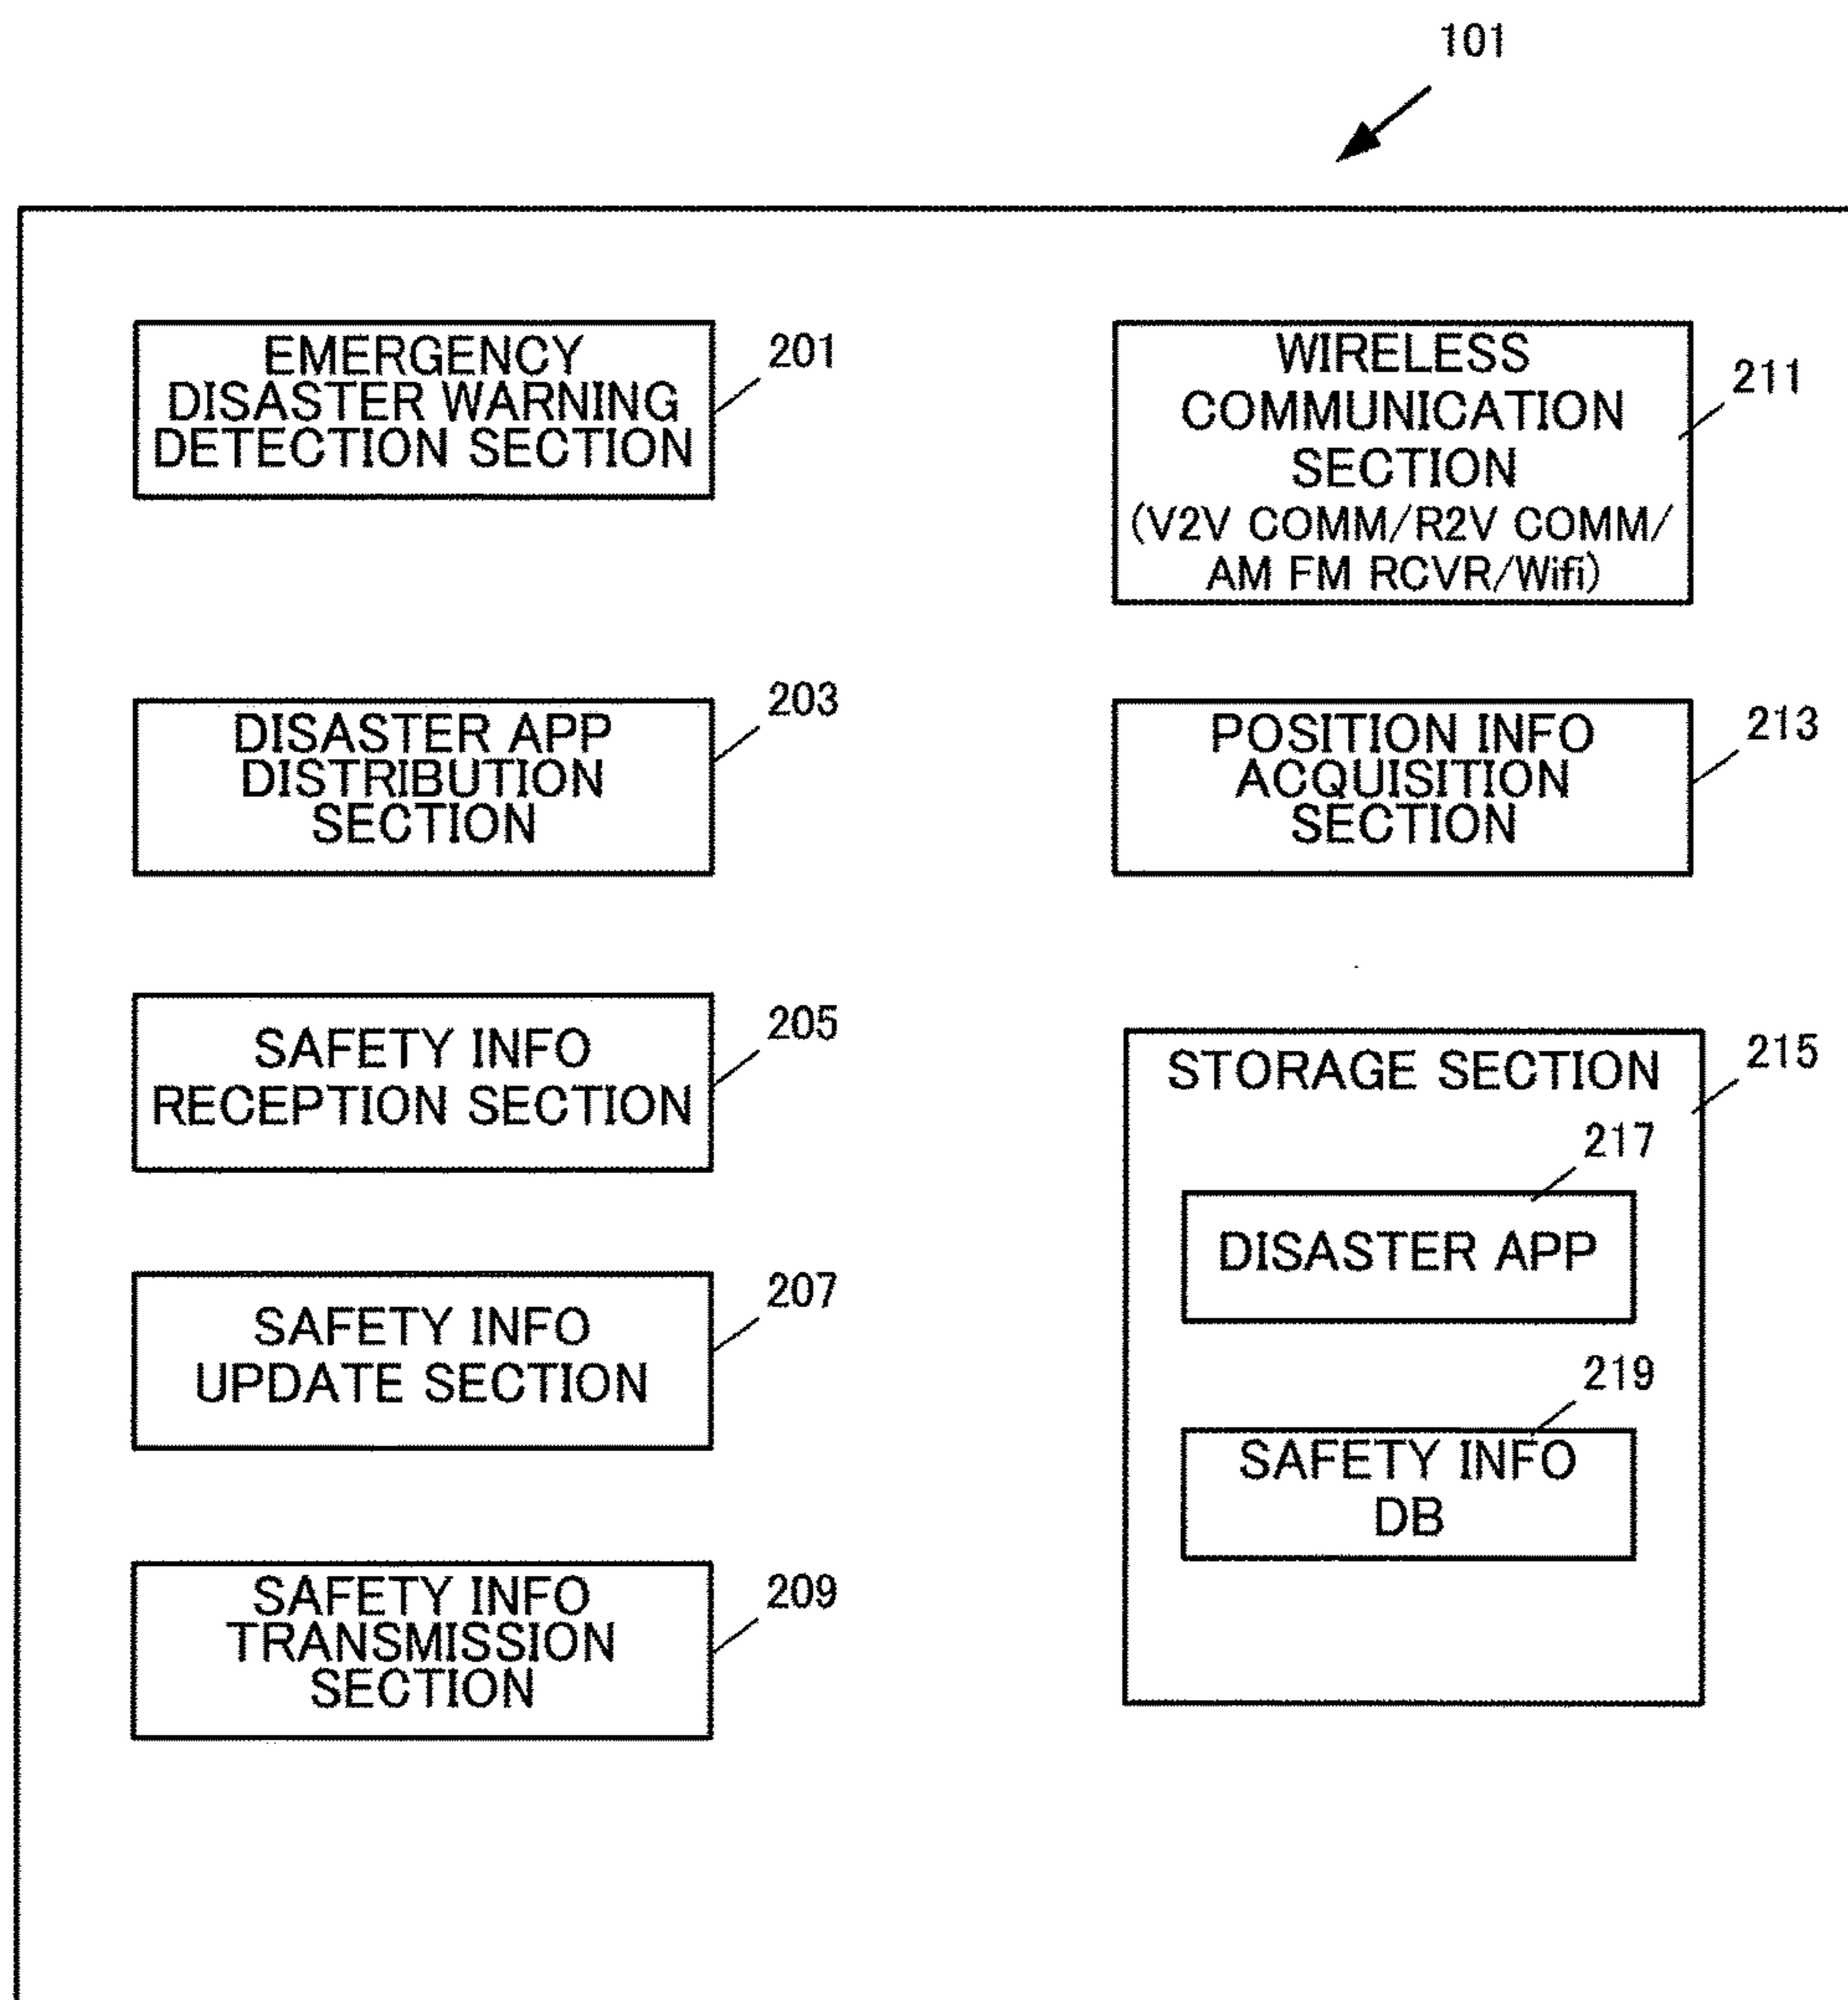 101
EMERGENCY
DISASTER WARNING
DETECTION SECTION
201
DISASTER APP
DISTRIBUTION
SECTION
203
SAFETY INFO
RECEPTION SECTION
205
SAFETY INFO
UPDATE SECTION
207
SAFETY INFO
TRANSMISSION
SECTION
209
WIRELESS
COMMUNICATION
SECTION
(V2V COMM/R2V COMM/
AM FM RCVR/Wifi)
211
POSITION INFO
ACQUISITION
SECTION
213
STORAGE SECTION
215
217
DISASTER APP
219
SAFETY INFO
DB